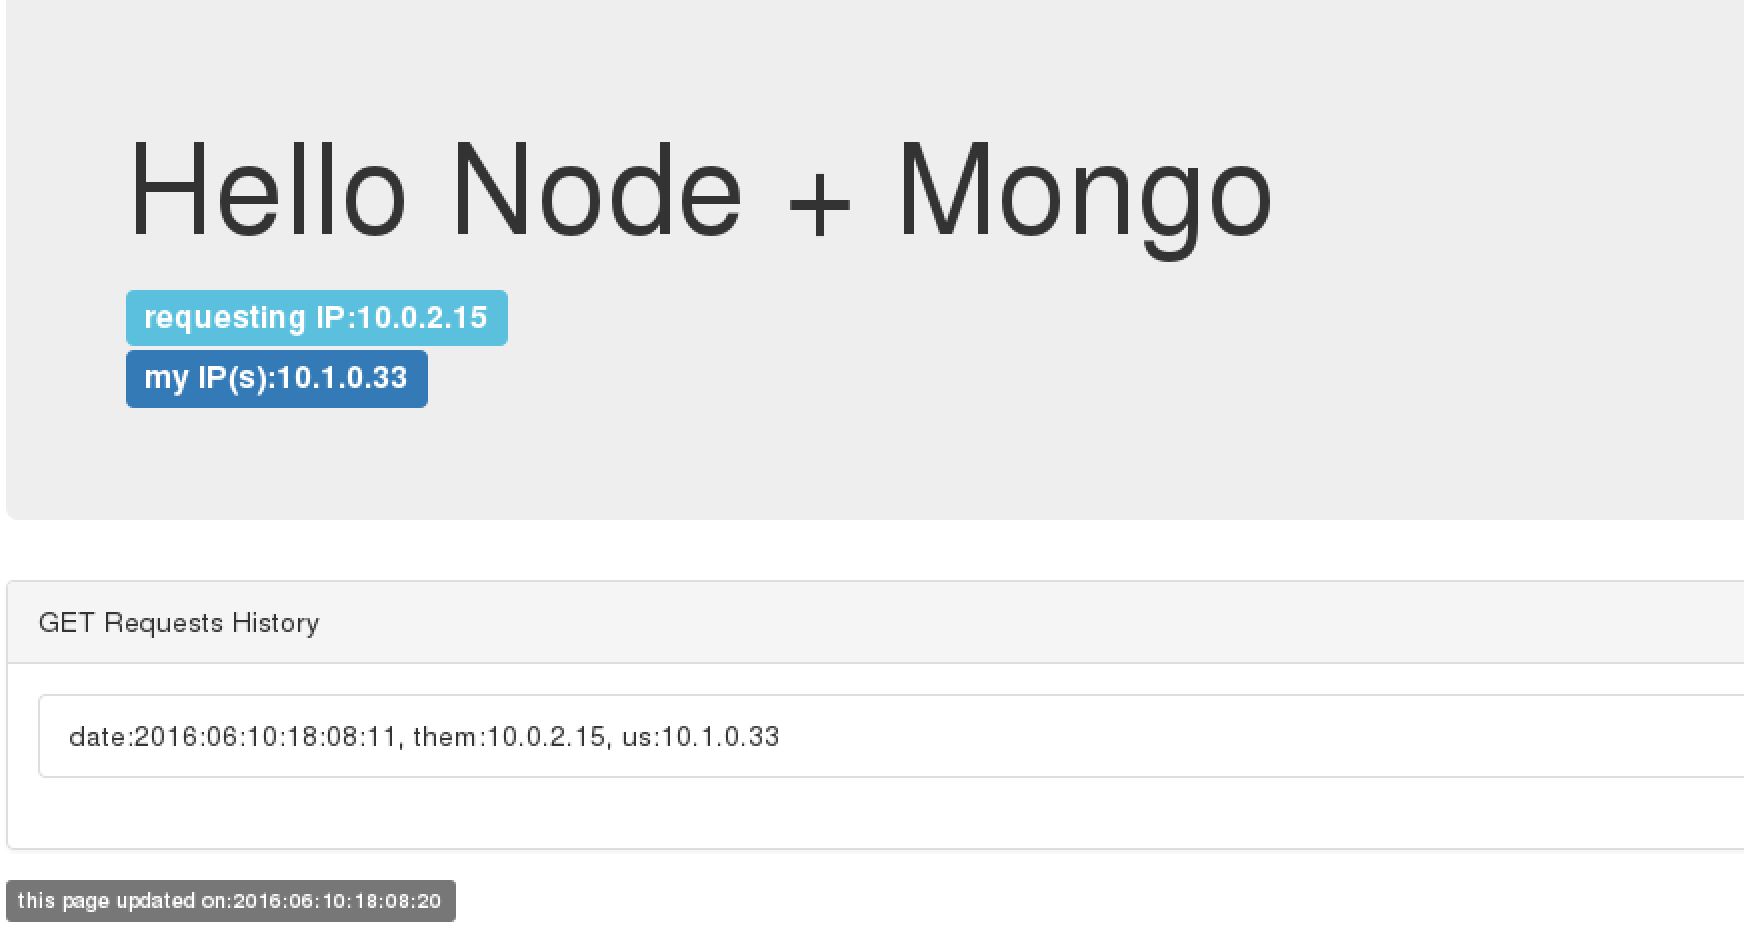 Hello Node + Mongo
requesting IP:10.0.2.15
my IP(s):10.1.0.33
GET Requests History
date:2016:06:10:18:08:11, them:10.0.2.15, us:10.1.0.33
this page updated on:2016:06:10:18:08:20